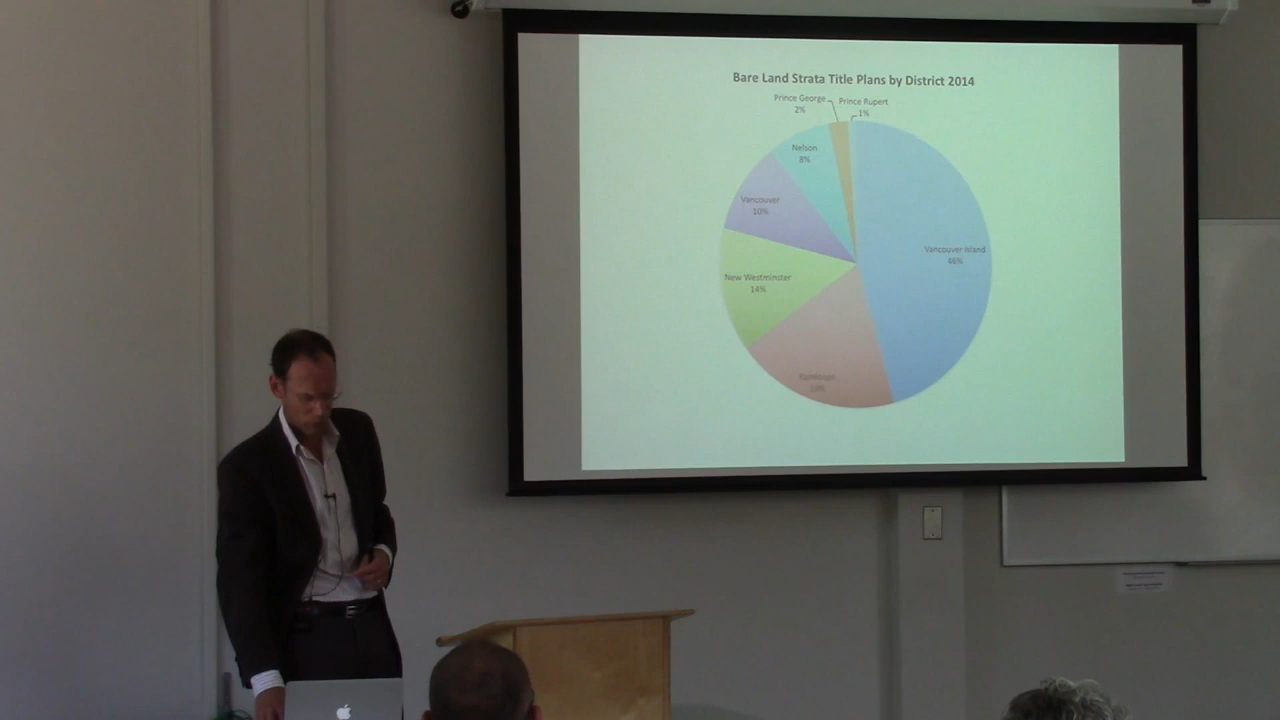 Bare Land Strata Title Plans by District 2014
Prince George
2%
Prince Rupert
1%
Nelson
8%
Vancouver
10%
Vancouver Island
46%
New Westminster
14%
Kamloops